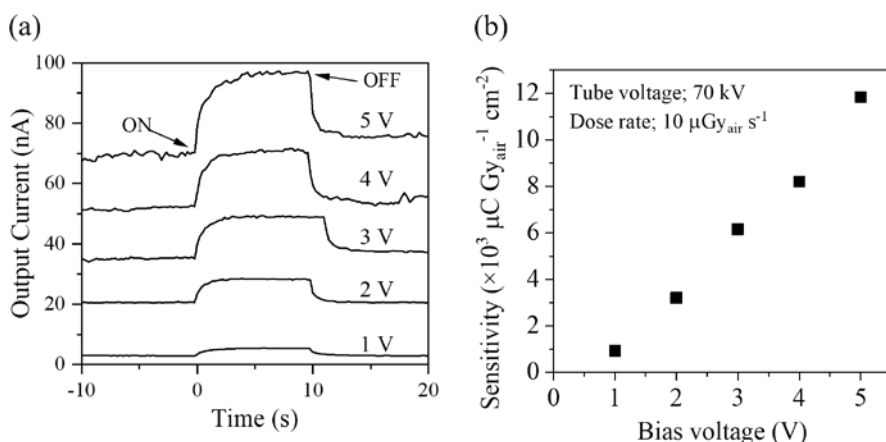 (a)
100
80
60
40
20
0
-10
0
10
20
Output Current (nA)
Time (s)
ON
OFF
5 V
4 V
3 V
2 V
1 V
(b)
12
10
8
6
4
2
0
0
1
2
3
4
5
Sensitivity (×10³ μC Gyₐᵢᵣ⁻¹ cm⁻²)
Bias voltage (V)
Tube voltage; 70 kV
Dose rate; 10 μGyₐᵢᵣ s⁻¹